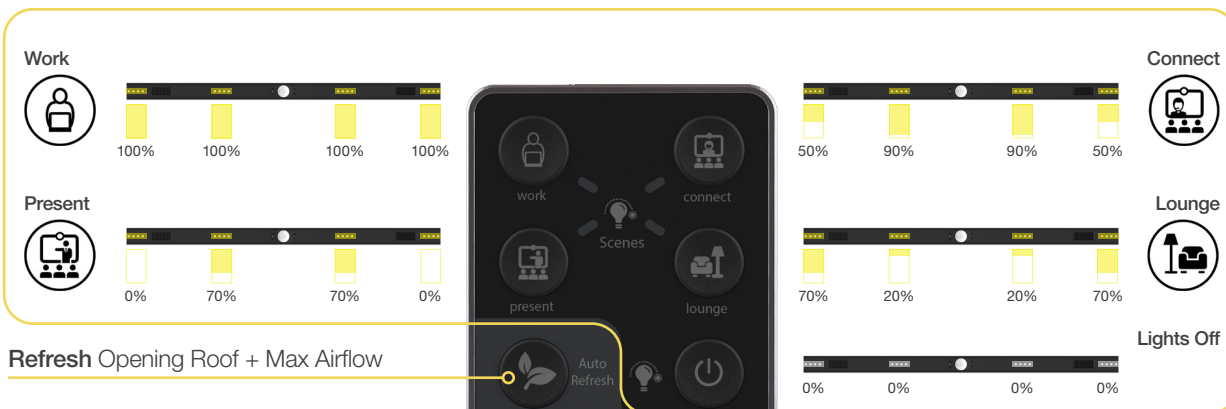 Work
100% 100% 100% 100%
Present
0% 70% 70% 0%
Refresh Opening Roof + Max Airflow
work
connect
Scenes
present
lounge
Auto
Refresh
Connect
50% 90% 90% 50%
Lounge
70% 20% 20% 70%
Lights Off
0% 0% 0% 0%